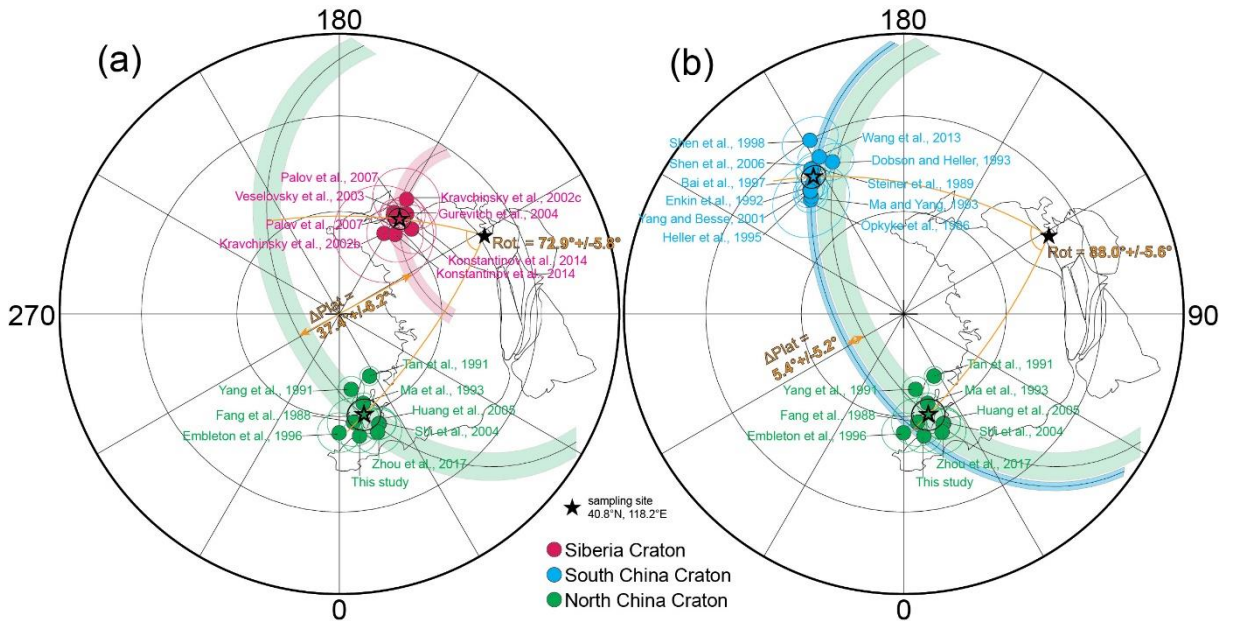 180
180
(a)
(b)
Palov et al., 2007
Veselovsky et al., 2003
Palov et al., 2007
Kravchinsky et al., 2002b
Kravchinsky et al., 2002c
Gurevitch et al., 2004
Rot. = 72.9°+/-5.8°
Konstantinov et al., 2014
Konstantinov et al., 2014
ΔPlat =
37.4°+/-6.2°
270
Tan et al., 1991
Yang et al., 1991
Ma et al., 1993
Fang et al., 1988
Huang et al., 2005
Embleton et al., 1996
Shi et al., 2004
Zhou et al., 2017
This study
0
Shen et al., 1998
Wang et al., 2013
Shen et al., 2006
Dobson and Heller, 1993
Bai et al., 1997
Steiner et al., 1989
Enkin et al., 1992
Ma and Yang, 1993
Yang and Besse, 2001
Opkyke et al., 1986
Heller et al., 1995
Rot = 88.0°+/-5.6°
90
ΔPlat =
5.4°+/-5.2°
Tan et al., 1991
Yang et al., 1991
Ma et al., 1993
Fang et al., 1988
Huang et al., 2005
Embleton et al., 1996
Shi et al., 2004
Zhou et al., 2017
This study
0
sampling site
40.8°N, 118.2°E
Siberia Craton
South China Craton
North China Craton